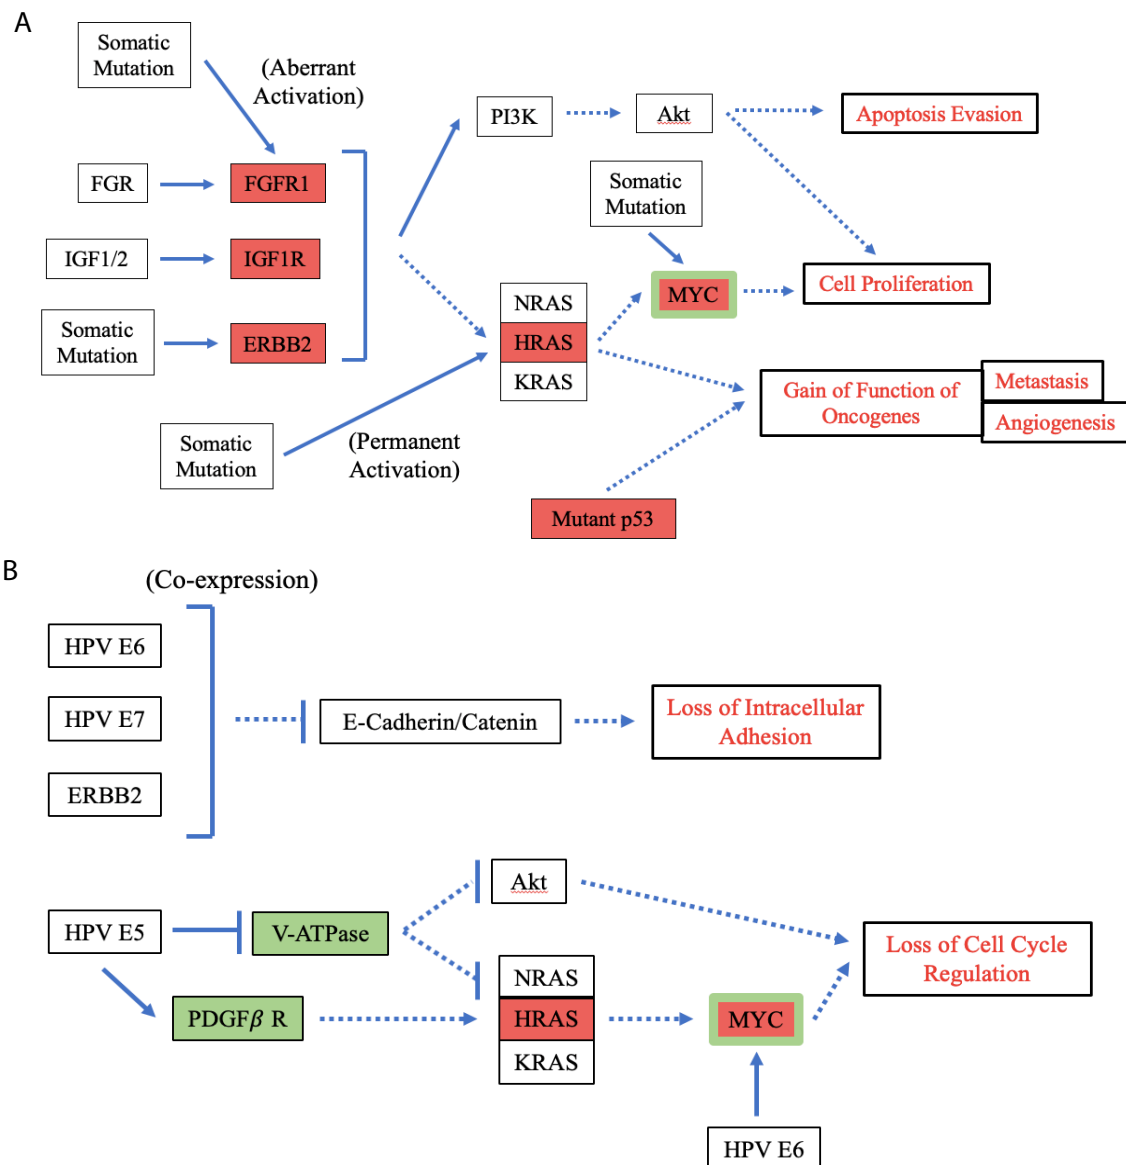 A
Somatic
Mutation
(Aberrant
Activation)
PI3K
Akt
Apoptosis Evasion
FGR
FGFR1
Somatic
Mutation
IGF1/2
IGF1R
MYC
Cell Proliferation
Somatic
Mutation
ERBB2
NRAS
HRAS
KRAS
Gain of Function of
Oncogenes
Metastasis
Angiogenesis
Somatic
Mutation
(Permanent
Activation)
Mutant p53
B
(Co-expression)
HPV E6
HPV E7
ERBB2
E-Cadherin/Catenin
Loss of Intracellular
Adhesion
Akt
HPV E5
V-ATPase
Loss of Cell Cycle
Regulation
NRAS
PDGFβ R
HRAS
MYC
KRAS
HPV E6